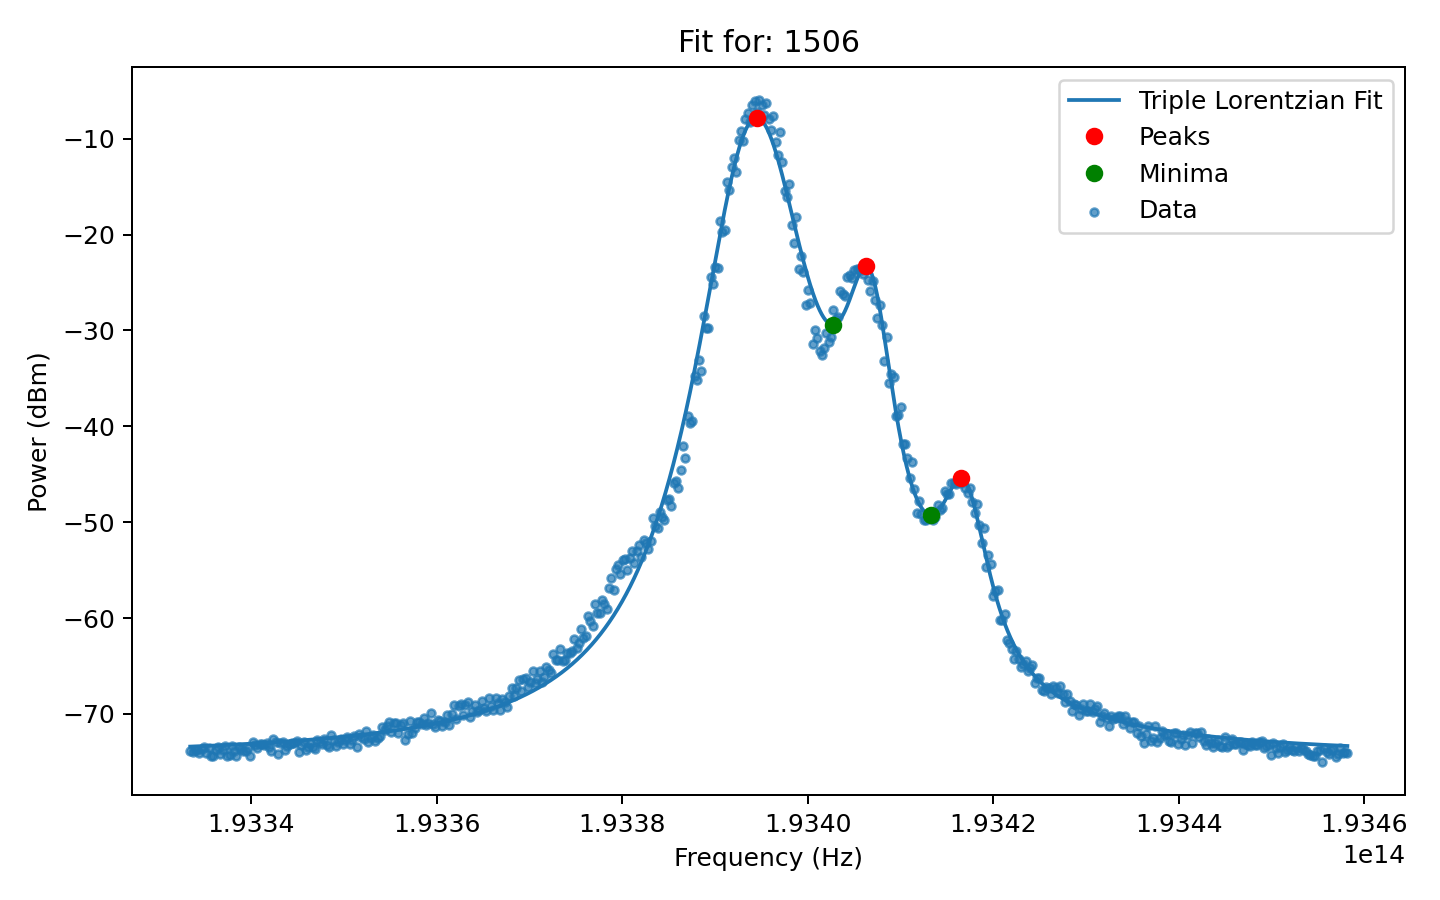 Fit for: 1506
Triple Lorentzian Fit
Peaks
Minima
Data
Power (dBm)
−10
−20
−30
−40
−50
−60
−70
1.9334 1.9336 1.9338 1.9340 1.9342 1.9344 1.9346
1e14
Frequency (Hz)